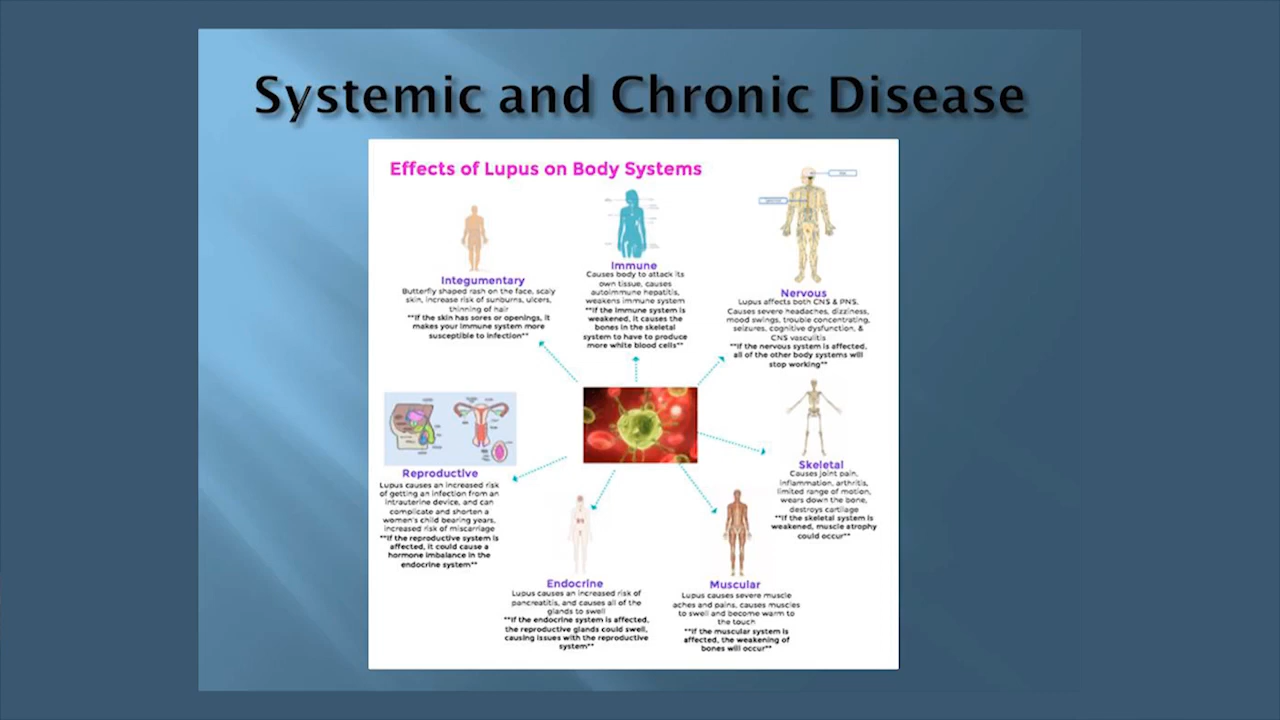 Systemic and Chronic Disease
Effects of Lupus on Body Systems
Integumentary
Butterfly shaped rash on the face, scaly
skin, increase risk of sunburns, ulcers,
thinning of hair
**If the skin has sores or openings, it
makes your immune system more
susceptible to infection**
Immune
Causes body to attack its
own tissue, causes
autoimmune hepatitis,
weakens immune system
**If the immune system is
weakened, it causes the
bones in the skeletal
system to have to produce
more white blood cells**
Nervous
Lupus affects both CNS & PNS.
Causes severe headaches, dizziness,
mood swings, trouble concentrating,
seizures, cognitive dysfunction, &
CNS vasculitis
**If the nervous system is affected,
all of the other body systems will
stop working**
Reproductive
Lupus causes an increased risk
of getting an infection from an
intrauterine device, and can
complicate and shorten a
women's child bearing years,
increased risk of miscarriage
**If the reproductive system is
affected, it could cause a
hormone imbalance in the
endocrine system**
Skeletal
Causes joint pain,
inflammation, arthritis,
limited range of motion,
wears down the bone,
destroys cartilage
**If the skeletal system is
weakened, muscle atrophy
could occur**
Endocrine
Lupus causes an increased risk of
pancreatitis, and causes all of the
glands to swell
**If the endocrine system is affected,
the reproductive glands could swell,
causing issues with the reproductive
system**
Muscular
Lupus causes severe muscle
aches and pains, causes muscles
to swell and become warm to
the touch
**If the muscular system is
affected, the weakening of
bones will occur**